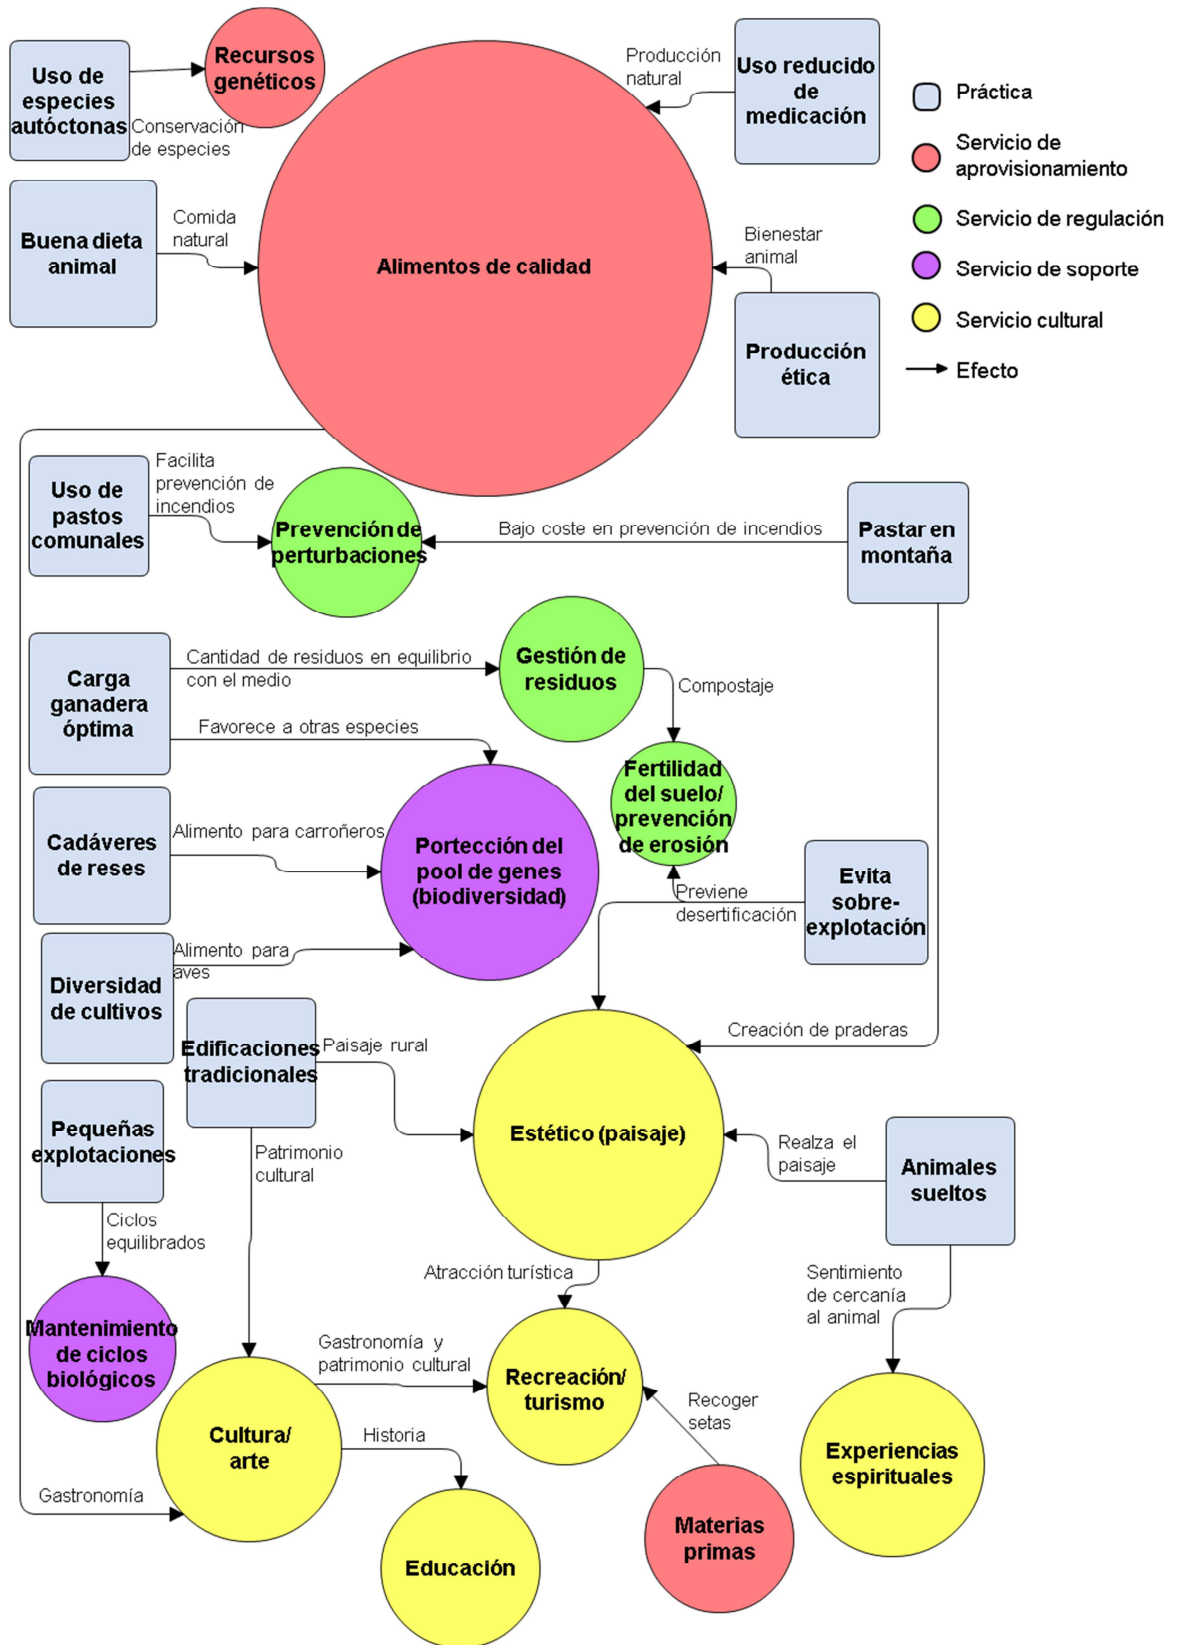 Uso de
especies
autóctonas
Conservación
de especies
Recursos
genéticos
Producción
natural
Uso reducido
de
medicación
Práctica
Servicio de
aprovisionamiento
Servicio de regulación
Servicio de soporte
Servicio cultural
Efecto
Buena dieta
animal
Comida
natural
Alimentos de calidad
Bienestar
animal
Producción
ética
Uso de
pastos
comunales
Facilita
prevención de
incendios
Prevención de
perturbaciones
Bajo coste en prevención de incendios
Pastar en
montaña
Carga
ganadera
óptima
Cantidad de residuos en equilibrio
con el medio
Gestión de
residuos
Compostaje
Favorece a otras especies
Fertilidad
del suelo/
prevención
de erosión
Cadáveres
de reses
Alimento para carroñeros
Portección del
pool de genes
(biodiversidad)
Previene
desertificación
Evita
sobre-
explotación
Diversidad
de cultivos
Alimento para
aves
Edificaciones
tradicionales
Paisaje rural
Creación de praderas
Estético (paisaje)
Pequeñas
explotaciones
Patrimonio
cultural
Realza el
paisaje
Animales
sueltos
Ciclos
equilibrados
Atracción turística
Sentimiento
de cercanía
al animal
Mantenimiento
de ciclos
biológicos
Gastronomía y
patrimonio cultural
Recreación/
turismo
Recoger
setas
Cultura/
arte
Historia
Experiencias
espirituales
Gastronomía
Educación
Materias
primas